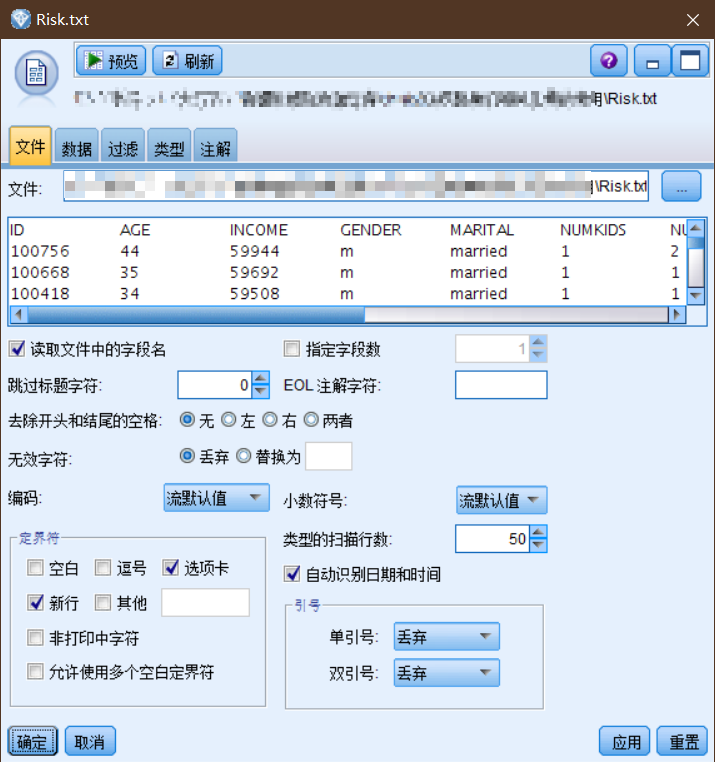 Risk.txt
预览 刷新
\Risk.txt
文件 数据 过滤 类型 注解
文件: \Risk.txt ...
ID AGE INCOME GENDER MARITAL NUMKIDS
100756 44 59944 m married 1 2
100668 35 59692 m married 1 1
100418 34 59508 m married 1 1
读取文件中的字段名 指定字段数 1
跳过标题字符: 0 EOL 注解字符:
去除开头和结尾的空格: 无 左 右 两者
无效字符: 丢弃 替换为
编码: 流默认值 小数符号: 流默认值
定界符 类型的扫描行数: 50
空白 逗号 选项卡 自动识别日期和时间
新行 其他 引号
非打印中字符 单引号: 丢弃
允许使用多个空白定界符 双引号: 丢弃
确定 取消 应用 重置